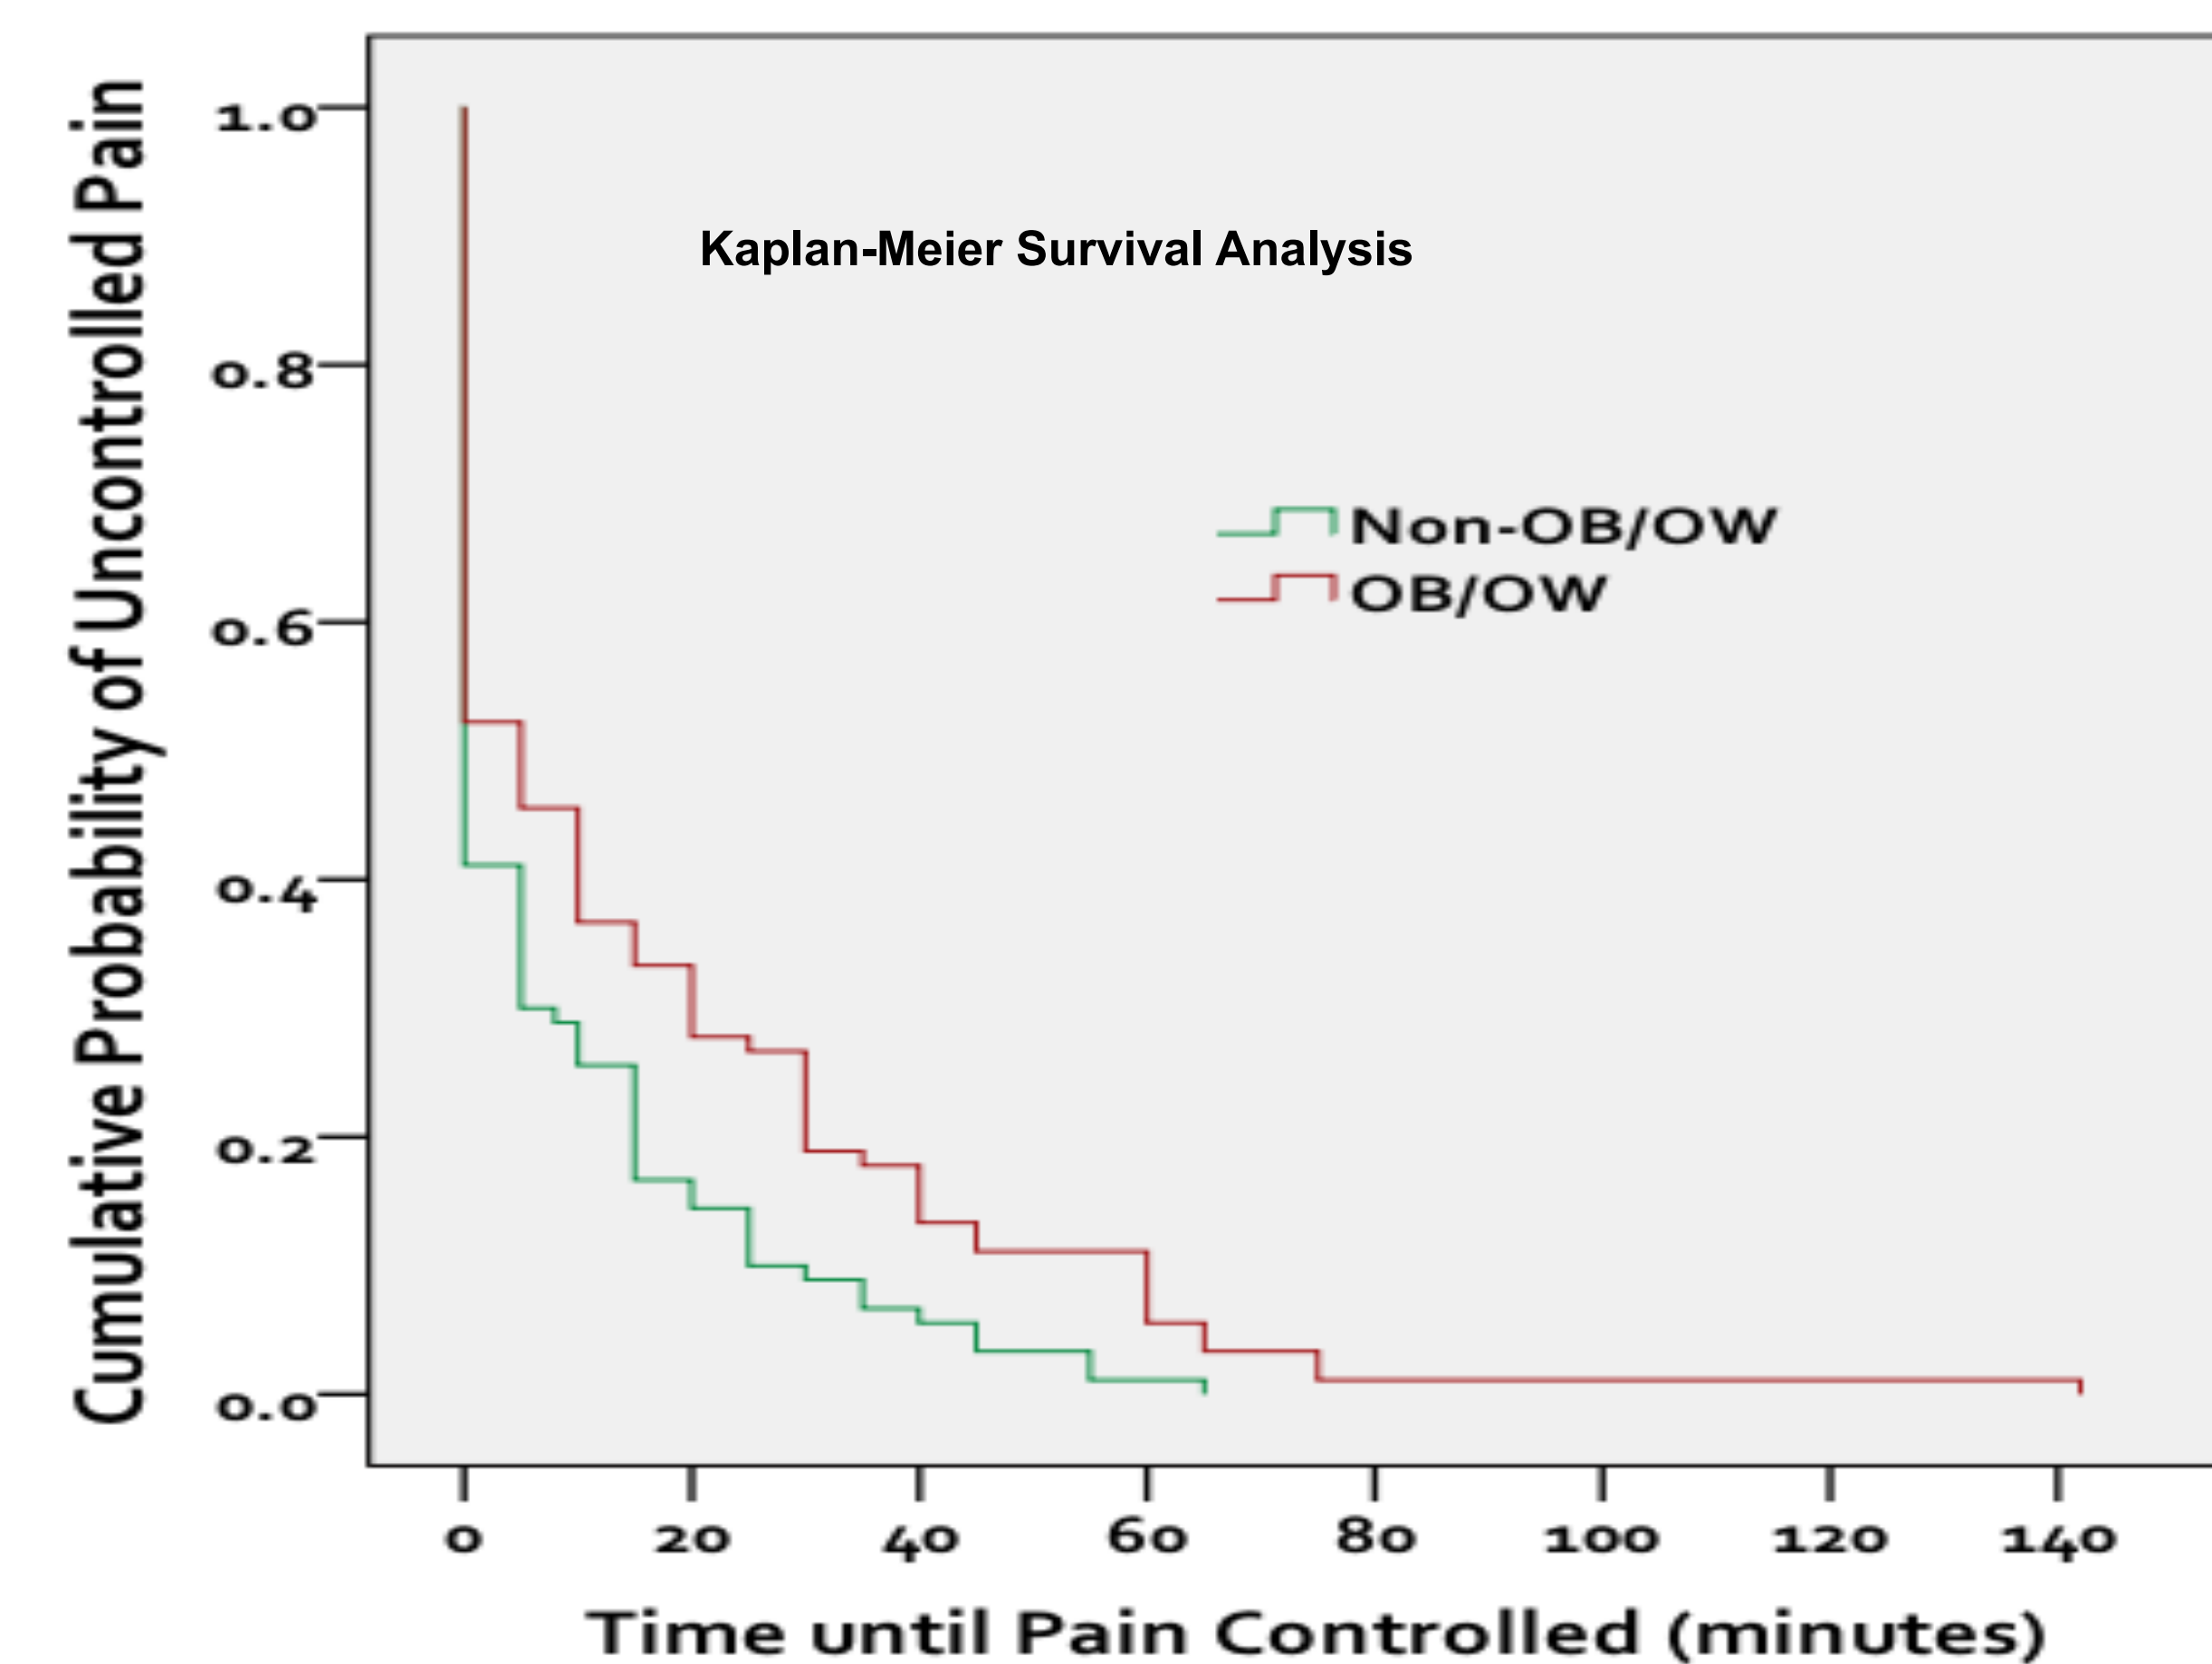 Cumulative Probability of Uncontrolled Pain
1.0
0.8
0.6
0.4
0.2
0.0
Kaplan-Meier Survival Analysis
Non-OB/OW
OB/OW
0 20 40 60 80 100 120 140
Time until Pain Controlled (minutes)